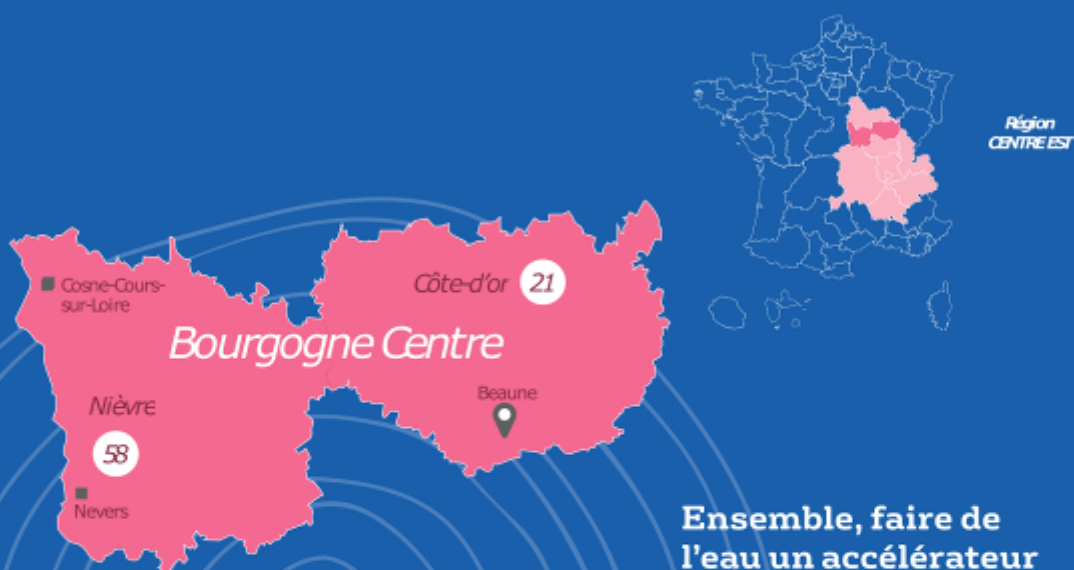 Région
CENTRE EST
Côte-d'or 21
Cosne-Cours-
sur-Loire
Bourgogne Centre
Beaune
Nièvre
58
Nevers
Ensemble, faire de
l'eau un accélérateur